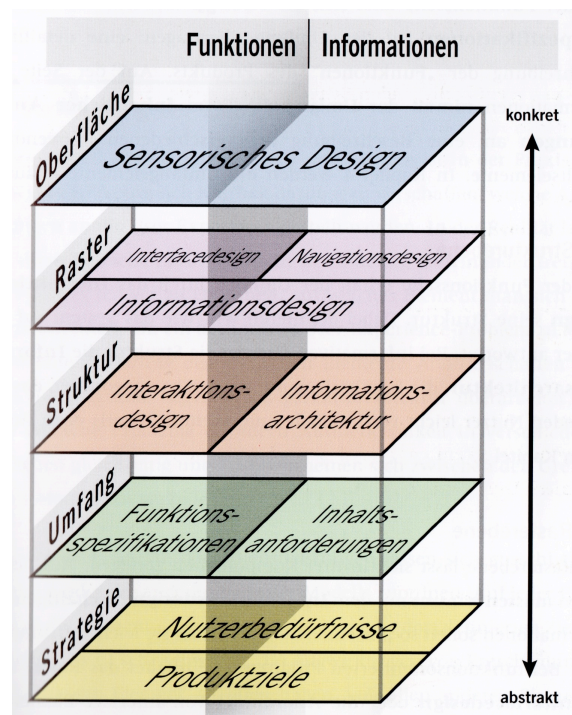 Funktionen Informationen
konkret
Oberfläche
Sensorisches Design
Raster
Interfacedesign Navigationsdesign
Informationsdesign
Struktur
Interaktions-
design
Informations-
architektur
Umfang
Funktions-
spezifikationen
Inhalts-
anforderungen
Strategie
Nutzerbedürfnisse
Produktziele
abstrakt